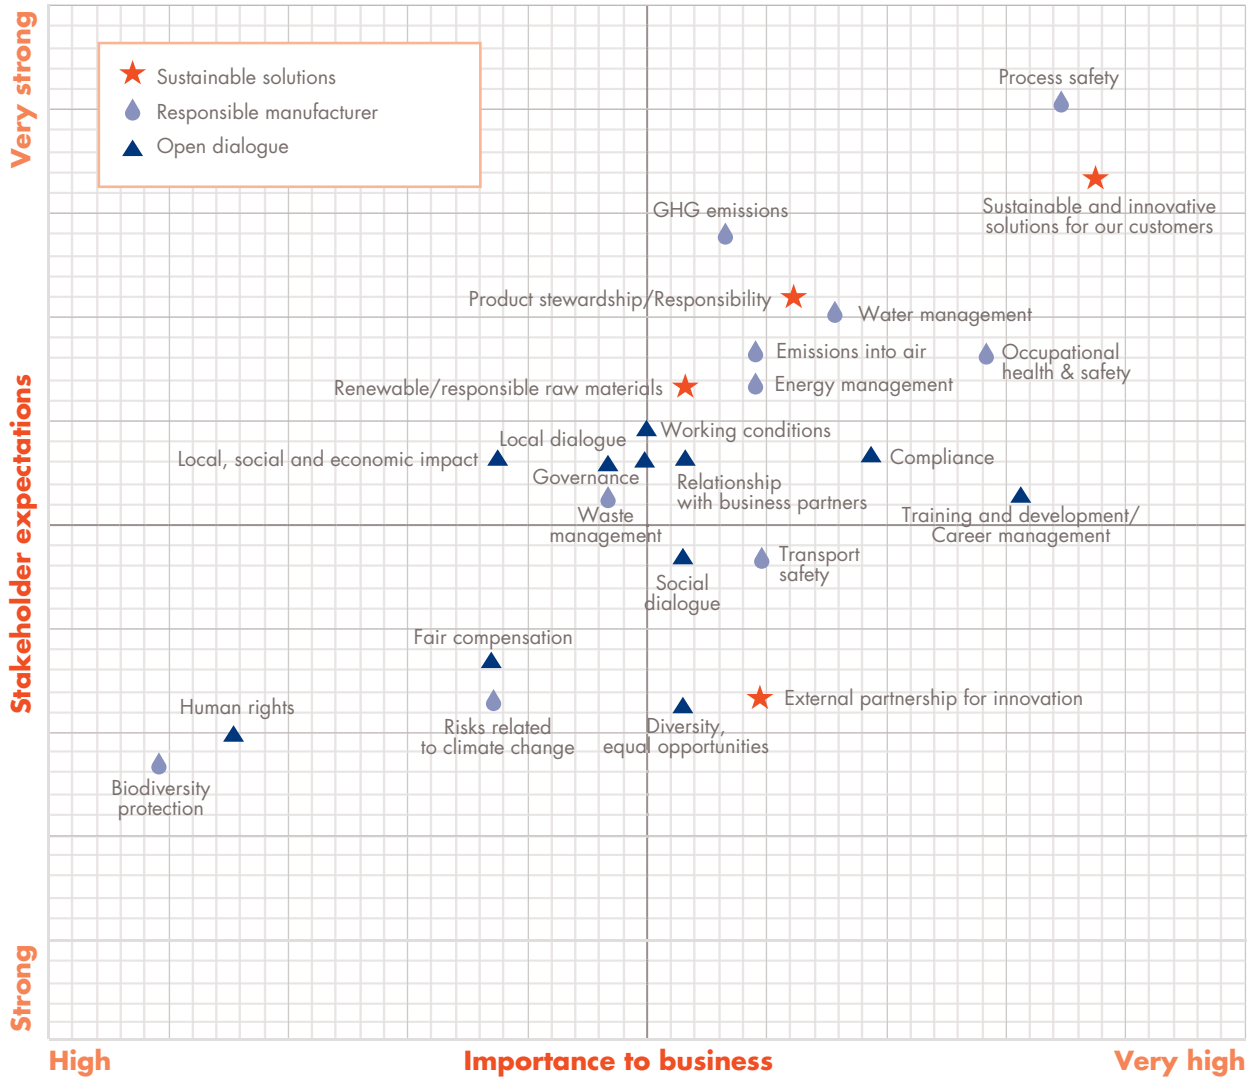 Very strong
Sustainable solutions
Responsible manufacturer
Open dialogue
Process safety
Sustainable and innovative
solutions for our customers
GHG emissions
Product stewardship/Responsibility
Water management
Emissions into air
Occupational
health & safety
Energy management
Renewable/responsible raw materials
Working conditions
Local dialogue
Local, social and economic impact
Compliance
Governance
Relationship
with business partners
Waste
management
Training and development/
Career management
Stakeholder expectations
Transport
safety
Social
dialogue
Fair compensation
External partnership for innovation
Human rights
Risks related
to climate change
Diversity,
equal opportunities
Biodiversity
protection
Strong
High
Importance to business
Very high